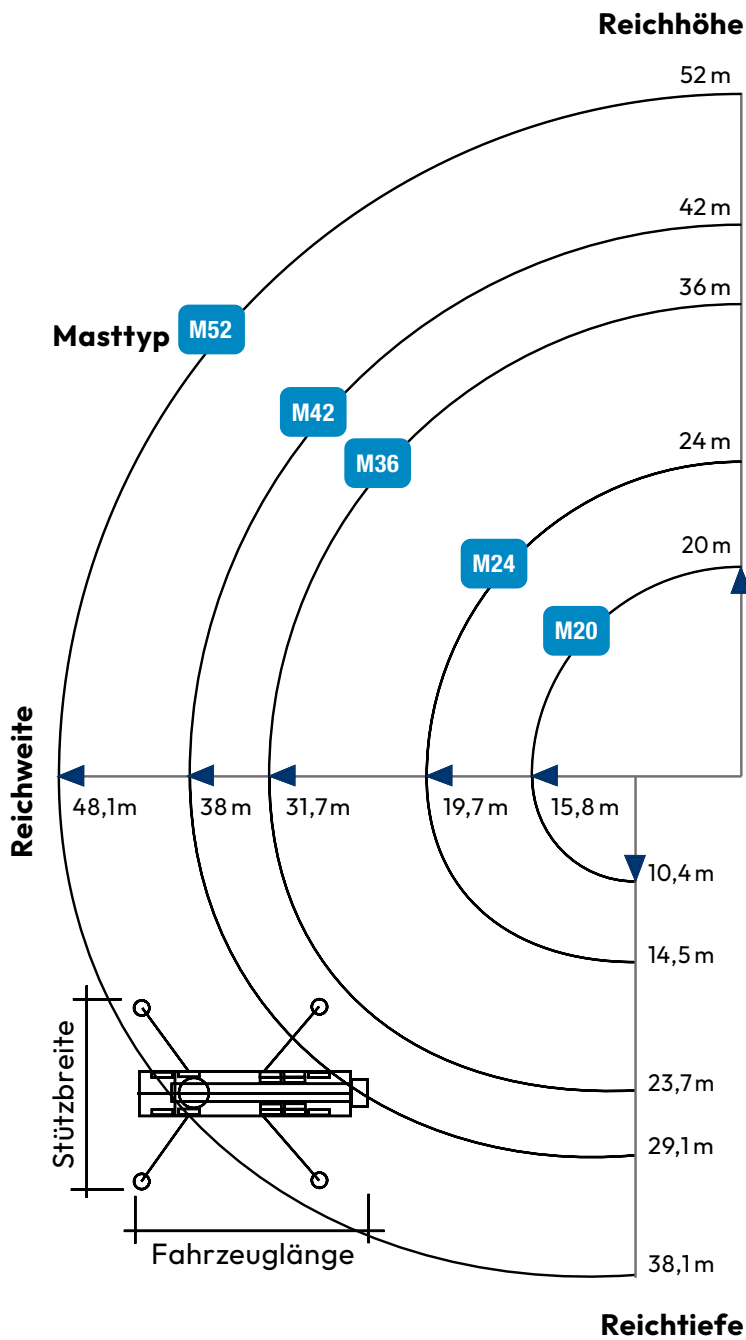 Reichhöhe
52 m
42 m
36 m
Masttyp
M52
M42
M36
24 m
20 m
M24
M20
Reichweite
48,1m
38 m
31,7 m
19,7 m
15,8 m
10,4 m
14,5 m
23,7 m
29,1 m
38,1 m
Stützbreite
Fahrzeuglänge
Reichtiefe